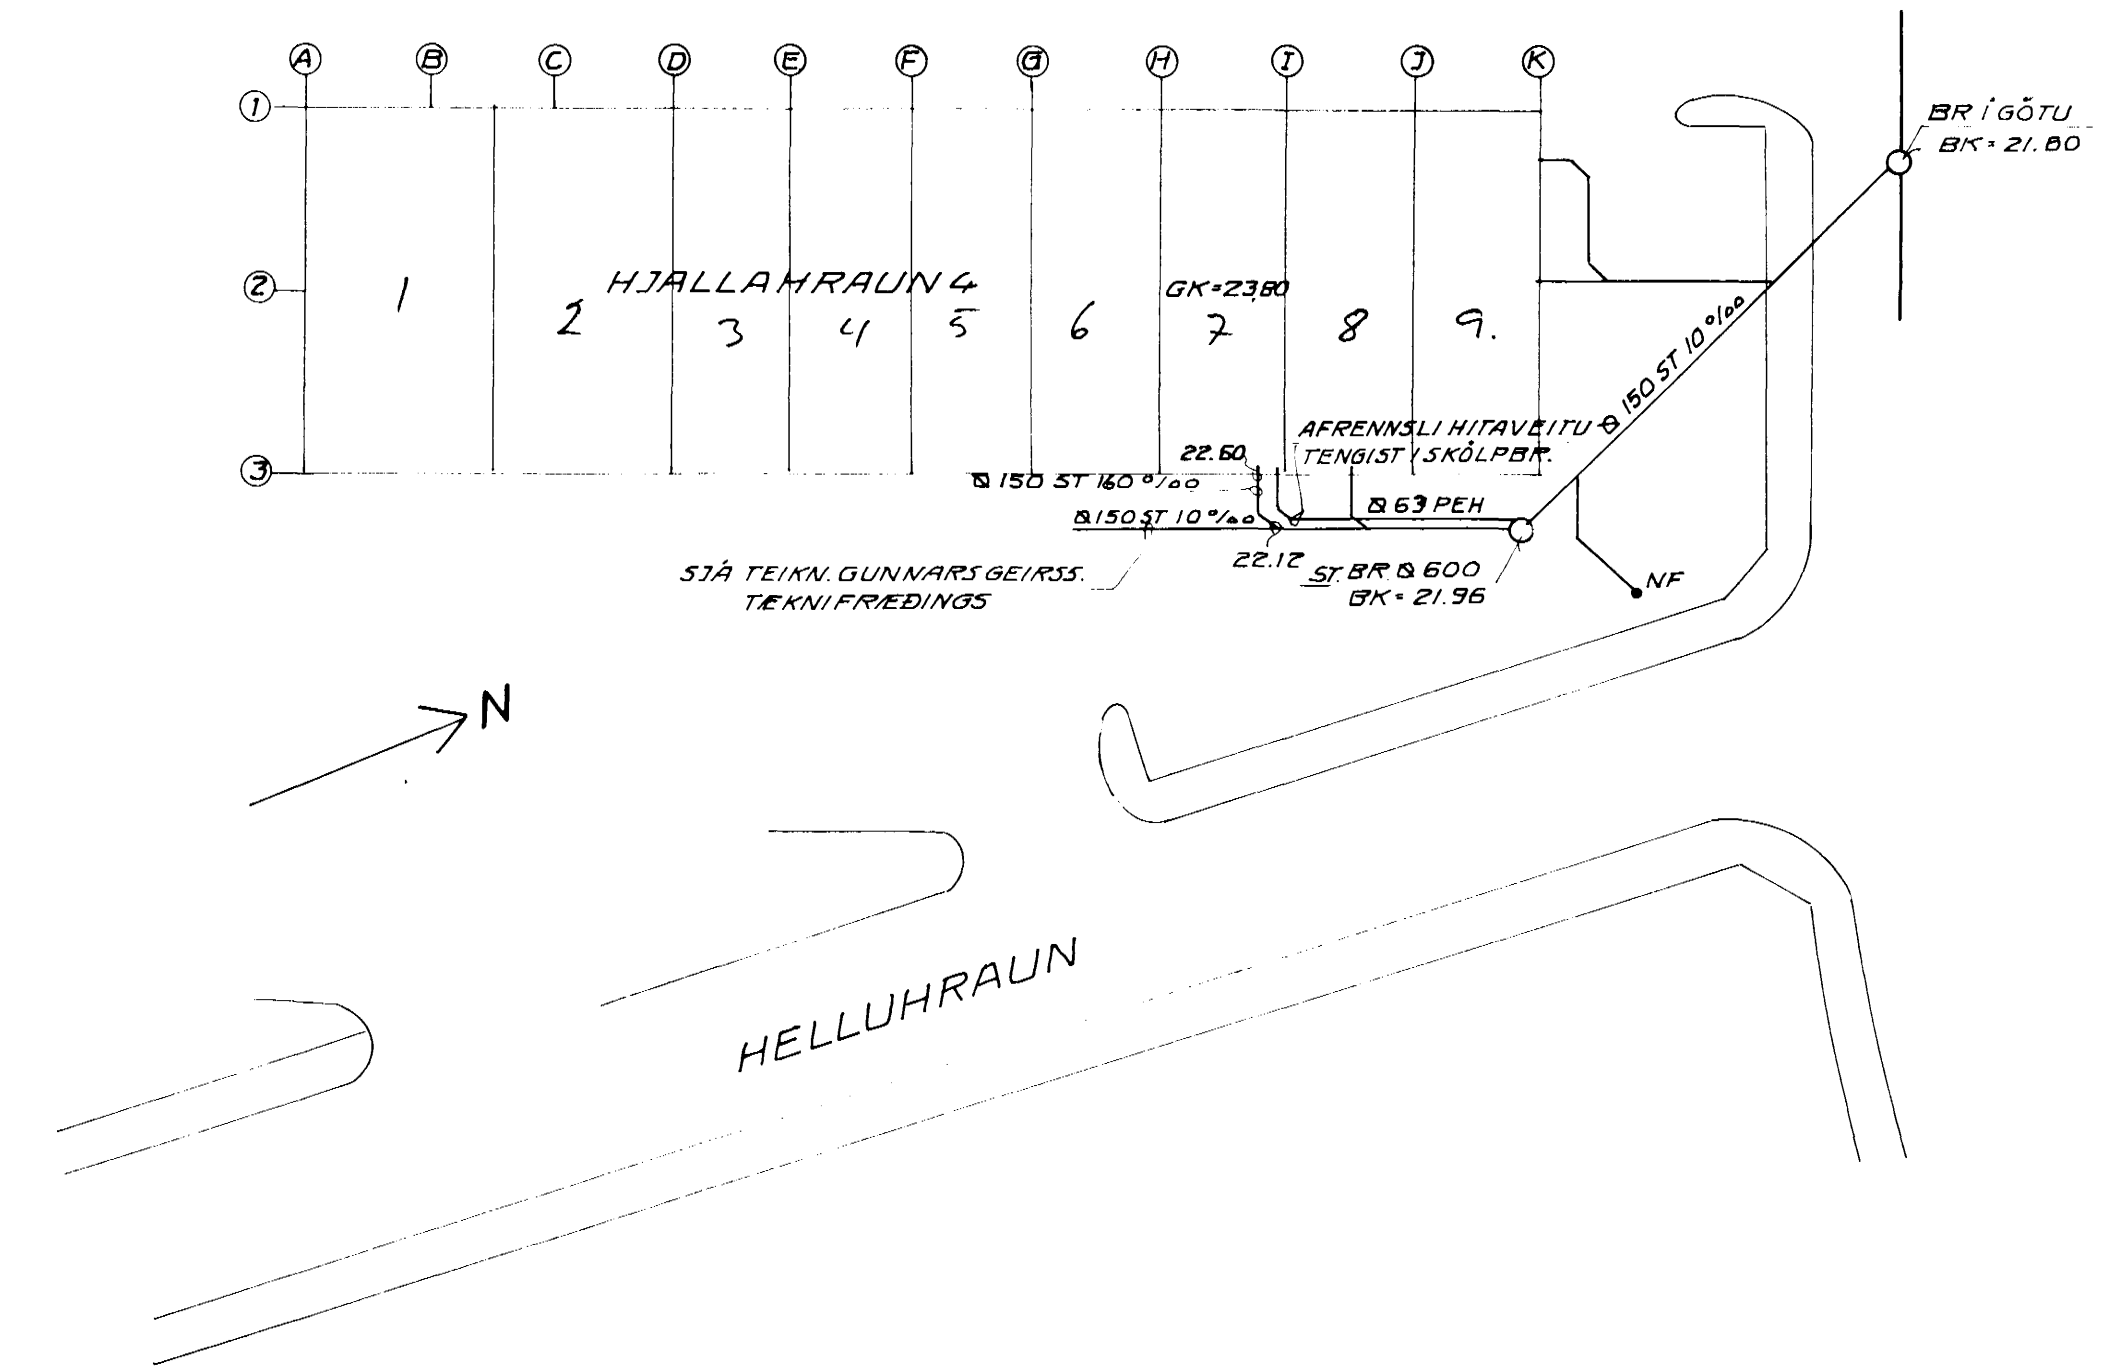 A B C D E F G H I J K
1
BR Í GÖTU
BK = 21.80
2
HJALLAHRAUN 4
GK=23,80
1 2 3 4 5 6 7 8 9.
Ø 150 ST 10 ‰
AFRENNSLI HITAVEITU
TENGIST Í SKÓLPBR.
22.60
3
Ø 150 ST 160 ‰
Ø 63 PEH
Ø 150 ST 10 ‰
22.12
SJÁ TEIKN. GUNNARS GEIRSS.
TÆKNIFRÆÐINGS
ST. BR. Ø 600
BK = 21.96
NF
N
HELLUHRAUN